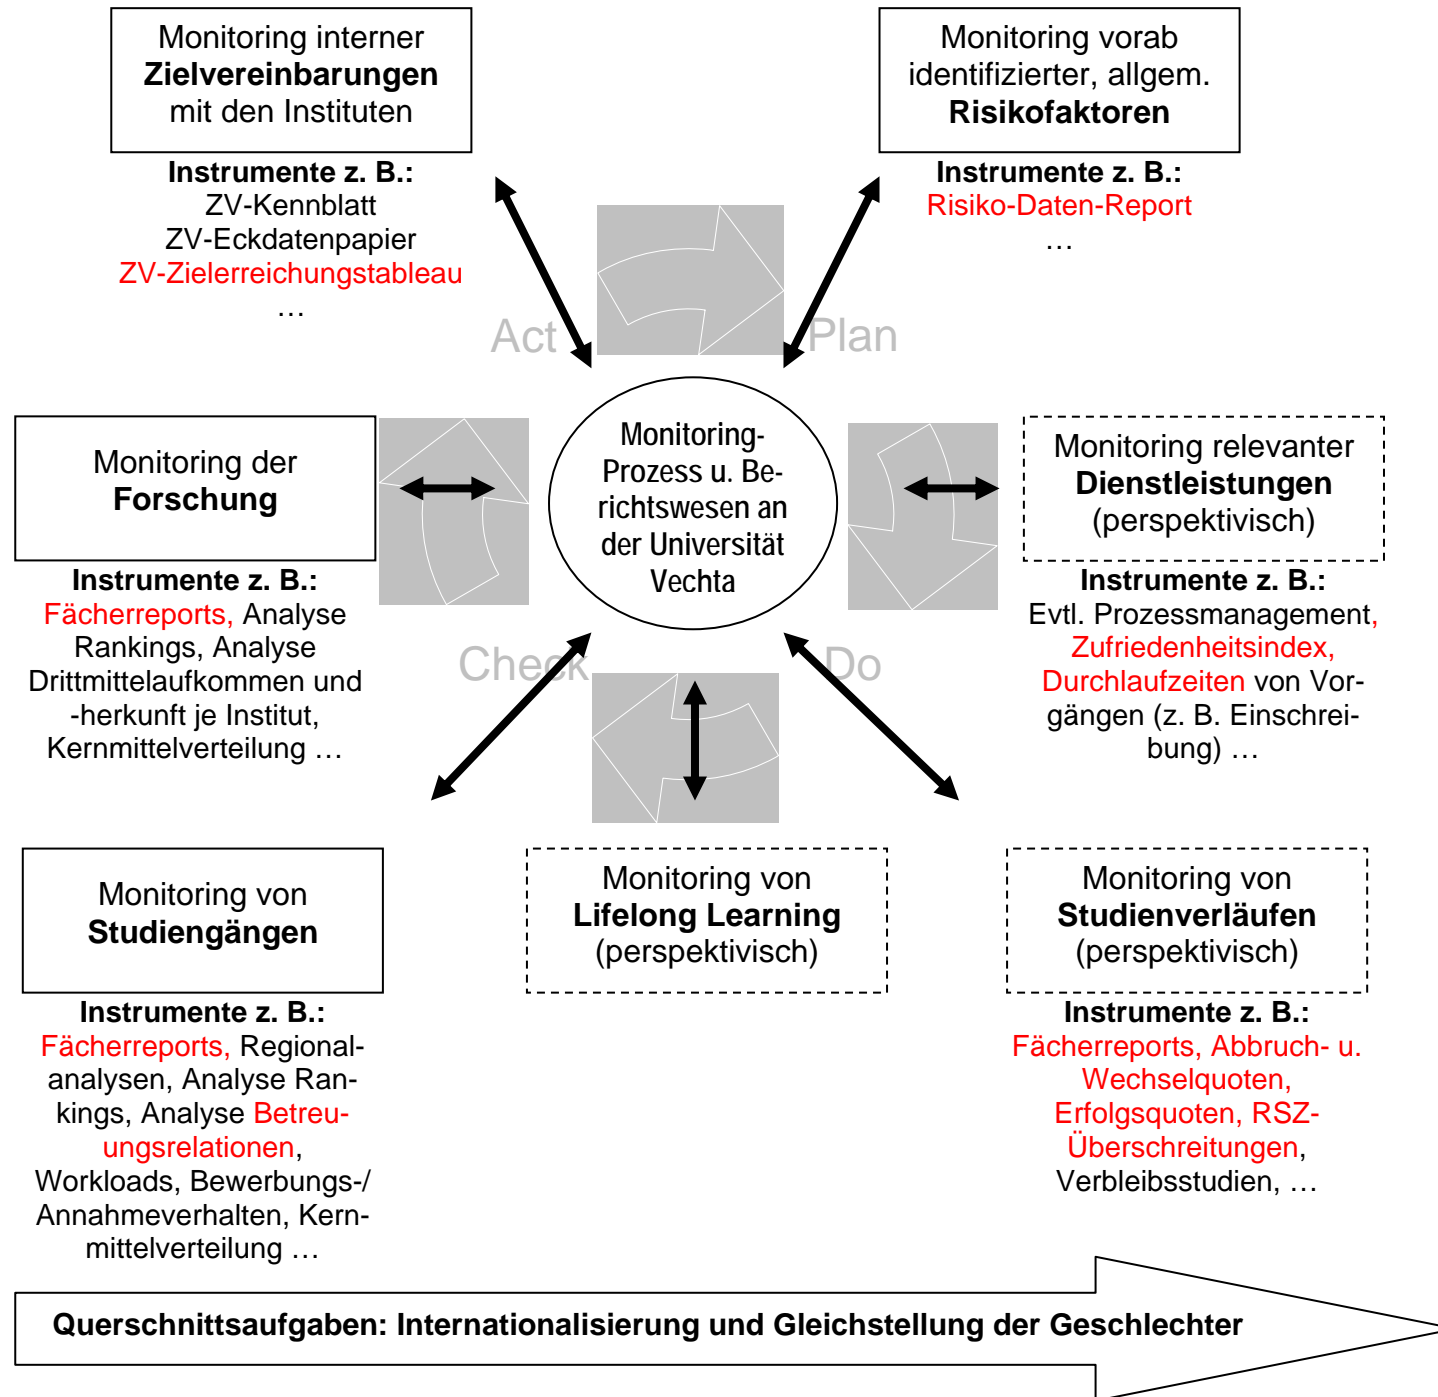 Monitoring interner
Zielvereinbarungen
mit den Instituten
Instrumente z. B.:
ZV-Kennblatt
ZV-Eckdatenpapier
ZV-Zielerreichungstableau
…
Monitoring vorab
identifizierter, allgem.
Risikofaktoren
Instrumente z. B.:
Risiko-Daten-Report
…
Act
Plan
Monitoring der
Forschung
Instrumente z. B.:
Fächerreports, Analyse
Rankings, Analyse
Drittmittelaufkommen und
-herkunft je Institut,
Kernmittelverteilung …
Monitoring-
Prozess u. Be-
richtswesen an
der Universität
Vechta
Monitoring relevanter
Dienstleistungen
(perspektivisch)
Instrumente z. B.:
Evtl. Prozessmanagement,
Zufriedenheitsindex,
Durchlaufzeiten von Vor-
gängen (z. B. Einschrei-
bung) …
Check
Do
Monitoring von
Studiengängen
Instrumente z. B.:
Fächerreports, Regional-
analysen, Analyse Ran-
kings, Analyse Betreu-
ungsrelationen,
Workloads, Bewerbungs-/
Annahmeverhalten, Kern-
mittelverteilung …
Monitoring von
Lifelong Learning
(perspektivisch)
Monitoring von
Studienverläufen
(perspektivisch)
Instrumente z. B.:
Fächerreports, Abbruch- u.
Wechselquoten,
Erfolgsquoten, RSZ-
Überschreitungen,
Verbleibsstudien, …
Querschnittsaufgaben: Internationalisierung und Gleichstellung der Geschlechter